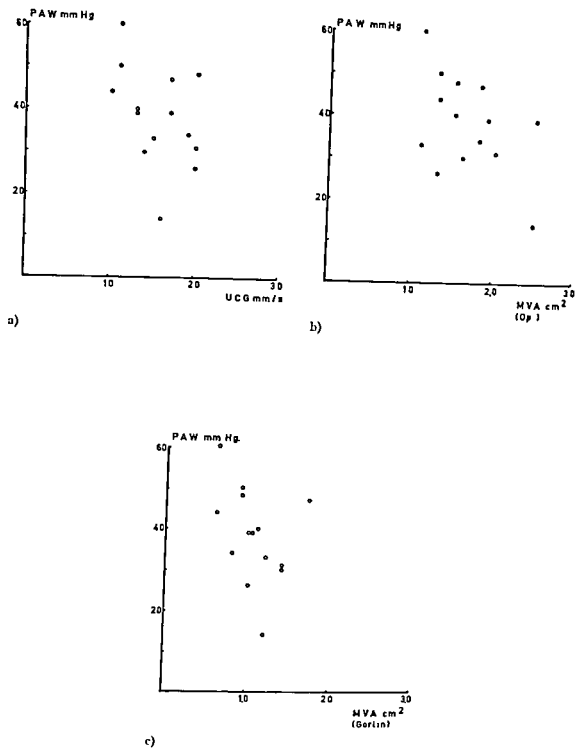 PAW mm Hg
60
40
20
10 20 30
UCG mm/s
a)
PAW mm Hg
60
40
20
1,0 2,0 3,0
MVA cm²
(Op)
b)
PAW mm Hg.
60
40
20
1,0 2,0 3,0
MVA cm²
(Gorlin)
c)